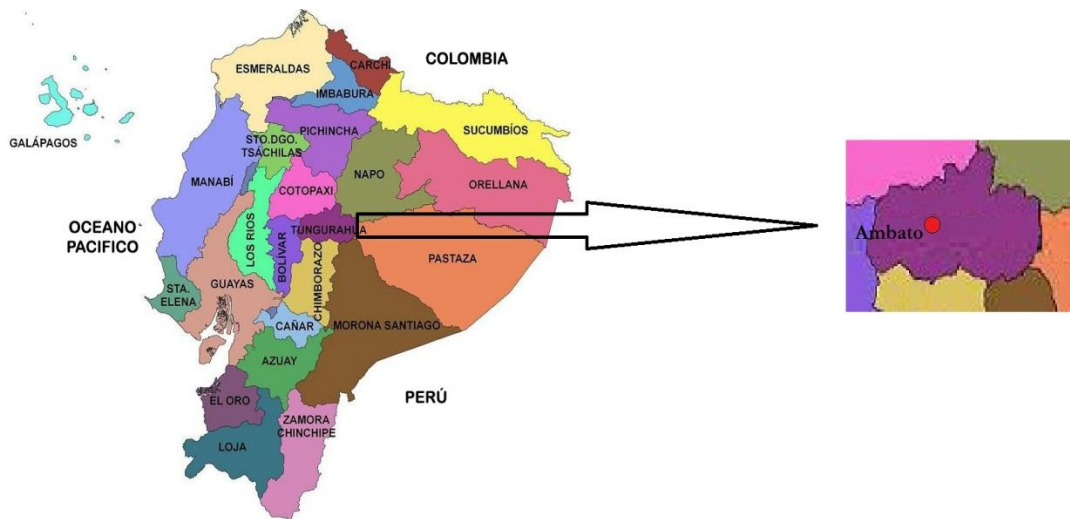 COLOMBIA
CARCHI
ESMERALDAS
IMBABURA
SUCUMBÍOS
PICHINCHA
STO.DGO.
TSÁCHILAS
GALÁPAGOS
NAPO
ORELLANA
MANABÍ
COTOPAXI
OCEANO
PACIFICO
LOS RIOS
BOLÍVAR
TUNGURAHUA
PASTAZA
Ambato
CHIMBORAZO
STA.
ELENA
GUAYAS
CAÑAR
MORONA SANTIAGO
AZUAY
PERÚ
EL ORO
ZAMORA
CHINCHIPE
LOJA